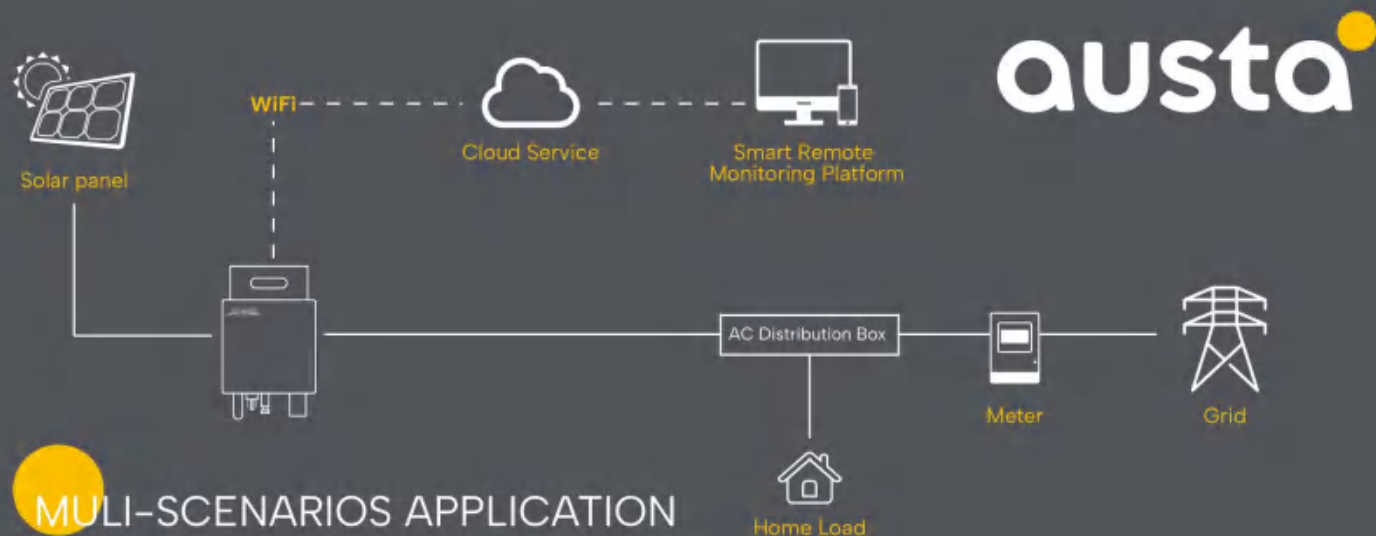 austa
WiFi
Cloud Service
Smart Remote
Monitoring Platform
Solar panel
AC Distribution Box
Meter
Grid
MULI-SCENARIOS APPLICATION
Home Load